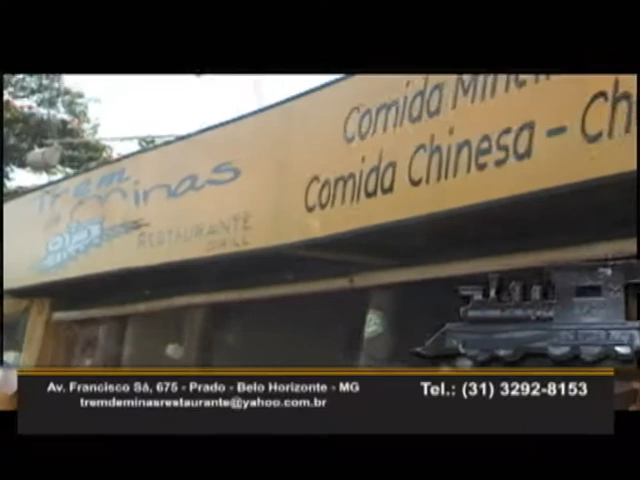 Trem
Minas
RESTAURANTE
GRILL
Comida
Comida Chinesa – Ch
Av. Francisco Sá, 675 - Prado - Belo Horizonte - MG
tremdeminasrestaurante@yahoo.com.br
Tel.: (31) 3292-8153